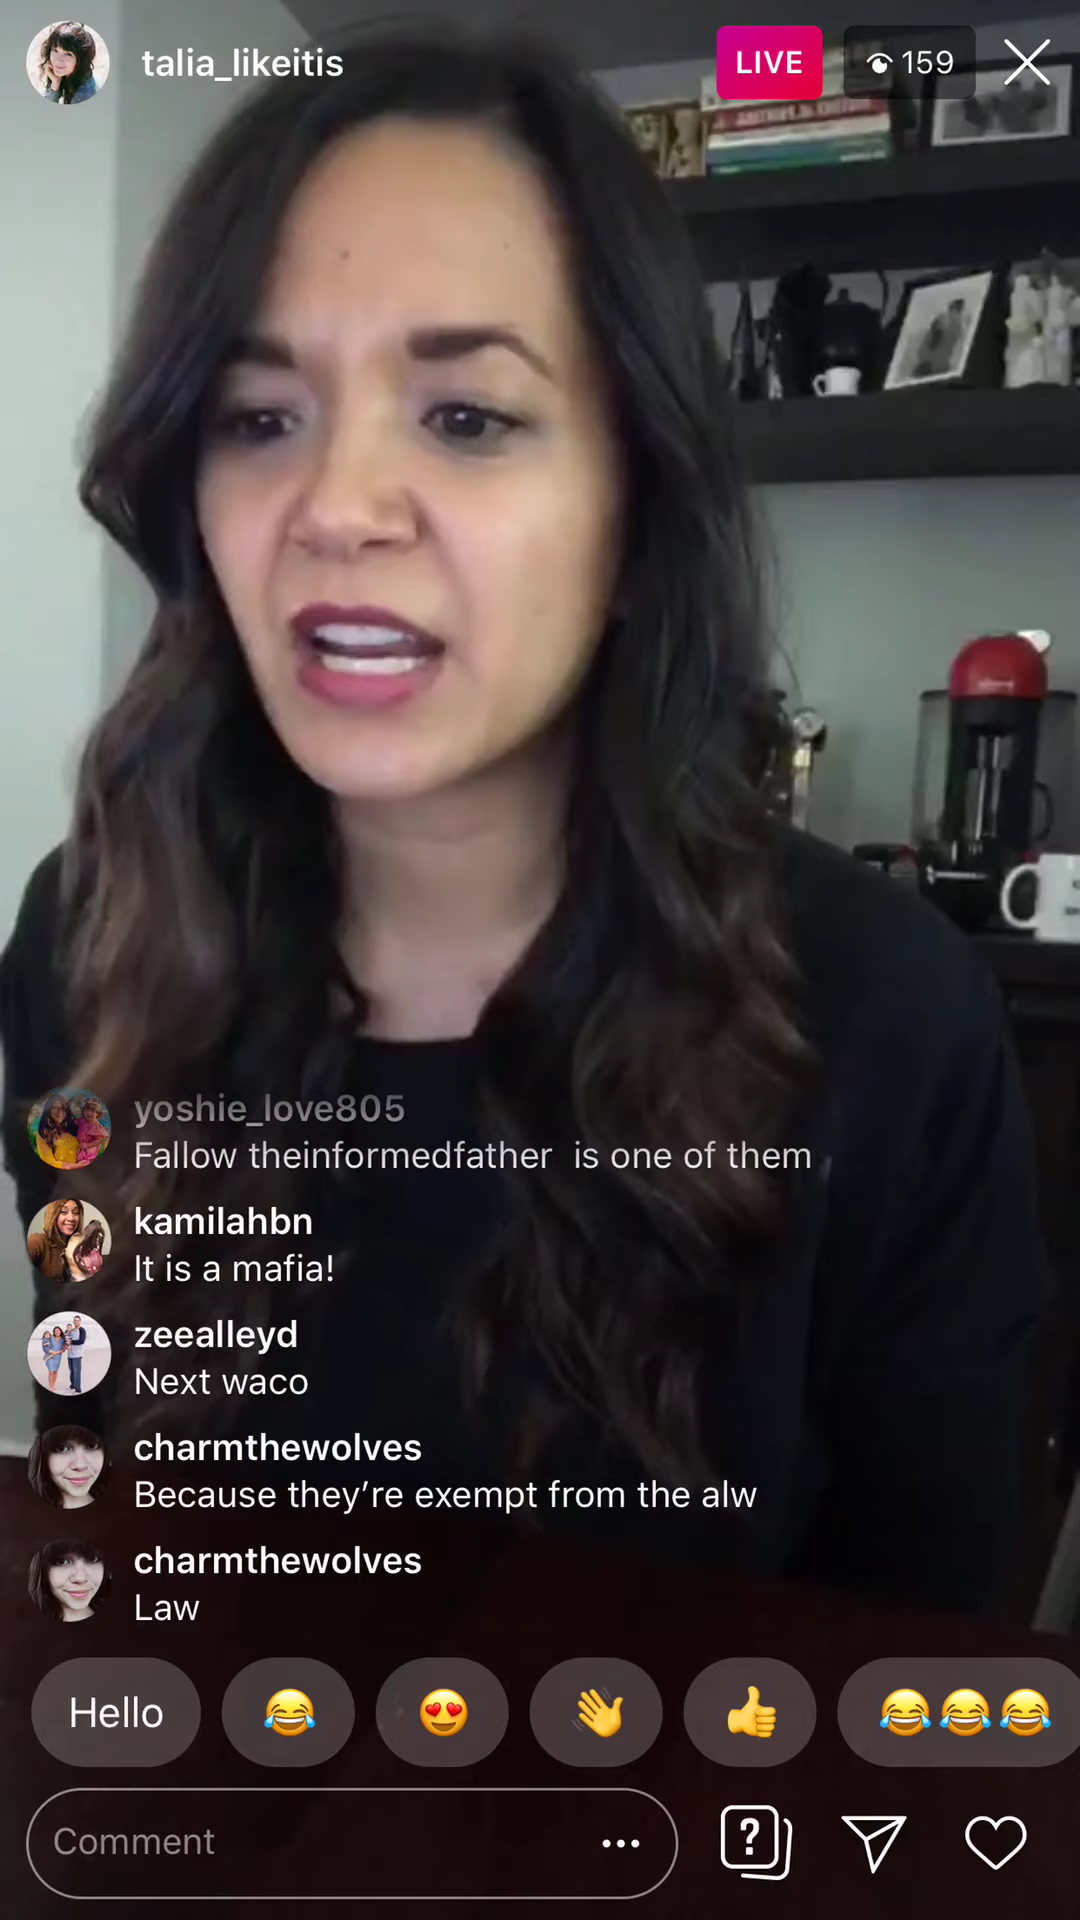 talia_likeitis
LIVE
159
yoshie_love805
Fallow theinformedfather is one of them
kamilahbn
It is a mafia!
zeealleyd
Next waco
charmthewolves
Because they’re exempt from the alw
charmthewolves
Law
Hello
Comment